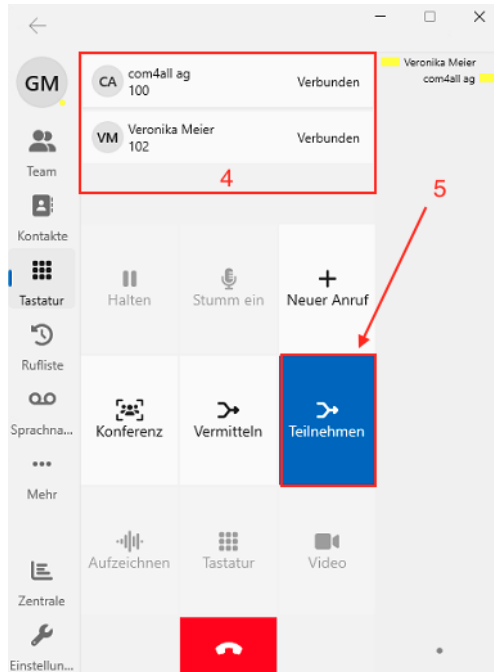 GM
Team
Kontakte
Tastatur
Rufliste
Sprachna...
Mehr
Zentrale
Einstellun...
CA com4all ag Verbunden
100
VM Veronika Meier Verbunden
102
4
Veronika Meier
com4all ag
5
Halten Stumm ein Neuer Anruf
Konferenz Vermitteln Teilnehmen
Aufzeichnen Tastatur Video